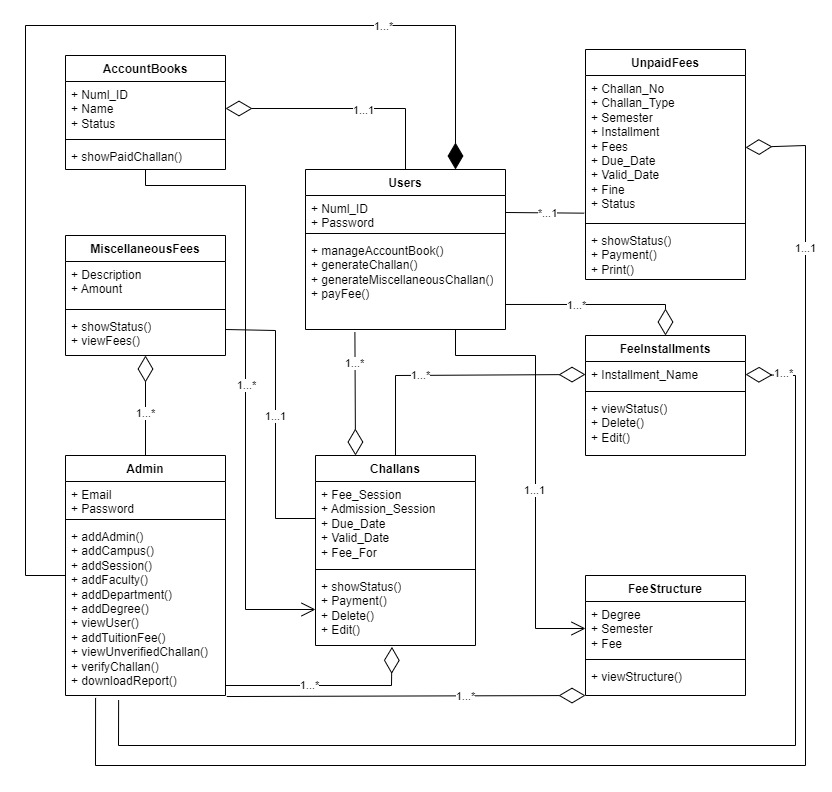 1...*
AccountBooks
+ Numl_ID
+ Name
+ Status
+ showPaidChallan()
1...1
UnpaidFees
+ Challan_No
+ Challan_Type
+ Semester
+ Installment
+ Fees
+ Due_Date
+ Valid_Date
+ Fine
+ Status
+ showStatus()
+ Payment()
+ Print()
Users
+ Numl_ID
+ Password
+ manageAccountBook()
+ generateChallan()
+ generateMiscellaneousChallan()
+ payFee()
*...1
1...1
MiscellaneousFees
+ Description
+ Amount
+ showStatus()
+ viewFees()
1...*
FeeInstallments
+ Installment_Name
+ viewStatus()
+ Delete()
+ Edit()
1...*
1...*
1...*
1...*
1...*
1...1
Admin
+ Email
+ Password
+ addAdmin()
+ addCampus()
+ addSession()
+ addFaculty()
+ addDepartment()
+ addDegree()
+ viewUser()
+ addTuitionFee()
+ viewUnverifiedChallan()
+ verifyChallan()
+ downloadReport()
Challans
+ Fee_Session
+ Admission_Session
+ Due_Date
+ Valid_Date
+ Fee_For
+ showStatus()
+ Payment()
+ Delete()
+ Edit()
1...1
FeeStructure
+ Degree
+ Semester
+ Fee
+ viewStructure()
1...*
1...*